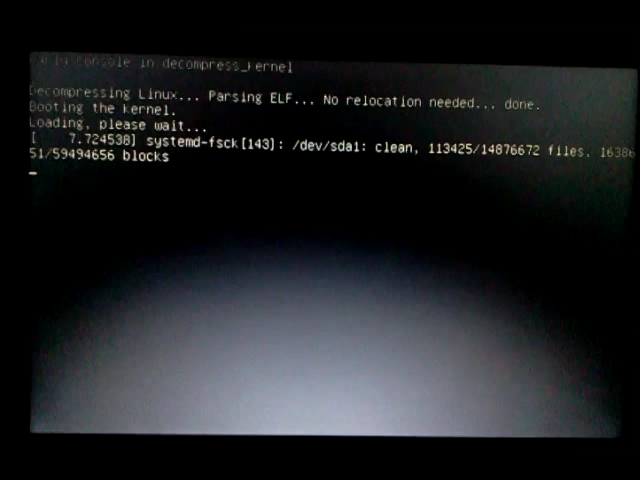 console in decompress_kernel
Decompressing Linux... Parsing ELF... No relocation needed... done.
Booting the kernel.
Loading, please wait...
[    7.724538] systemd-fsck[143]: /dev/sda1: clean, 113425/14876672 files, 16386
51/59494656 blocks